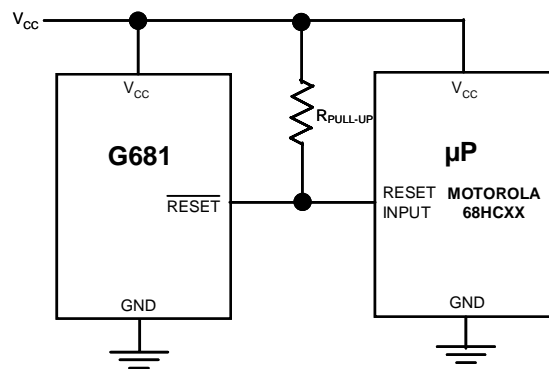 VCC
VCC
G681
RESET
GND
RPULL-UP
VCC
µP
RESET MOTOROLA
INPUT 68HCXX
GND